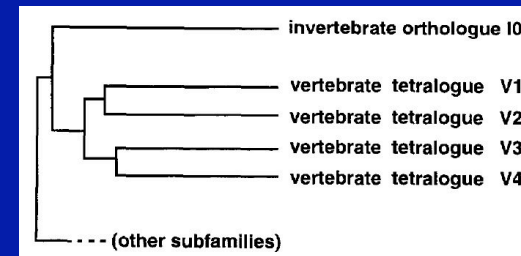 invertebrate orthologue I0
vertebrate tetralogue V1
vertebrate tetralogue V2
vertebrate tetralogue V3
vertebrate tetralogue V4
(other subfamilies)